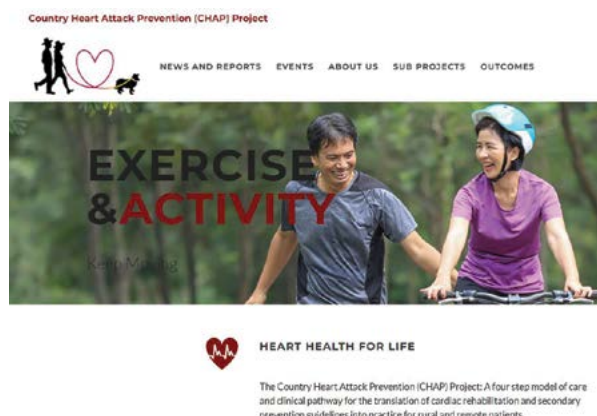 Country Heart Attack Prevention (CHAP) Project
NEWS AND REPORTS EVENTS ABOUT US SUB PROJECTS OUTCOMES
EXERCISE
&ACTIVITY
Keep Moving
HEART HEALTH FOR LIFE
The Country Heart Attack Prevention (CHAP) Project: A four step model of care
and clinical pathway for the translation of cardiac rehabilitation and secondary
prevention guidelines into practice for rural and remote patients